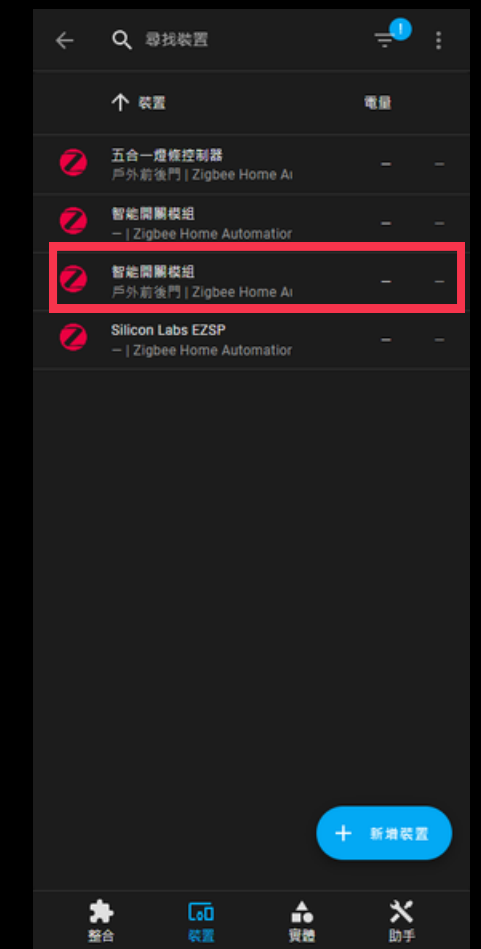 尋找裝置
!
裝置 電量
五合一燈條控制器
戶外前後門 | Zigbee Home Au
智能開關模組
– | Zigbee Home Automation
智能開關模組
戶外前後門 | Zigbee Home Au
Silicon Labs EZSP
– | Zigbee Home Automation
+ 新增裝置
整合 裝置 實體 助手